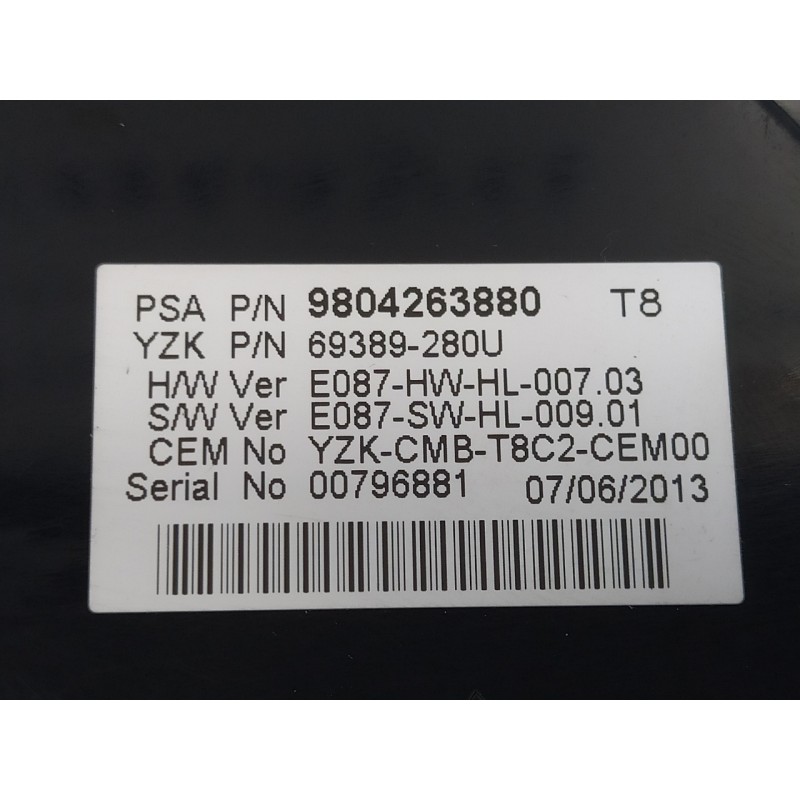 PSA P/N 9804263880 T8
YZK P/N 69389-280U
H/W Ver E087-HW-HL-007.03
S/W Ver E087-SW-HL-009.01
CEM No YZK-CMB-T8C2-CEM00
Serial No 00796881 07/06/2013